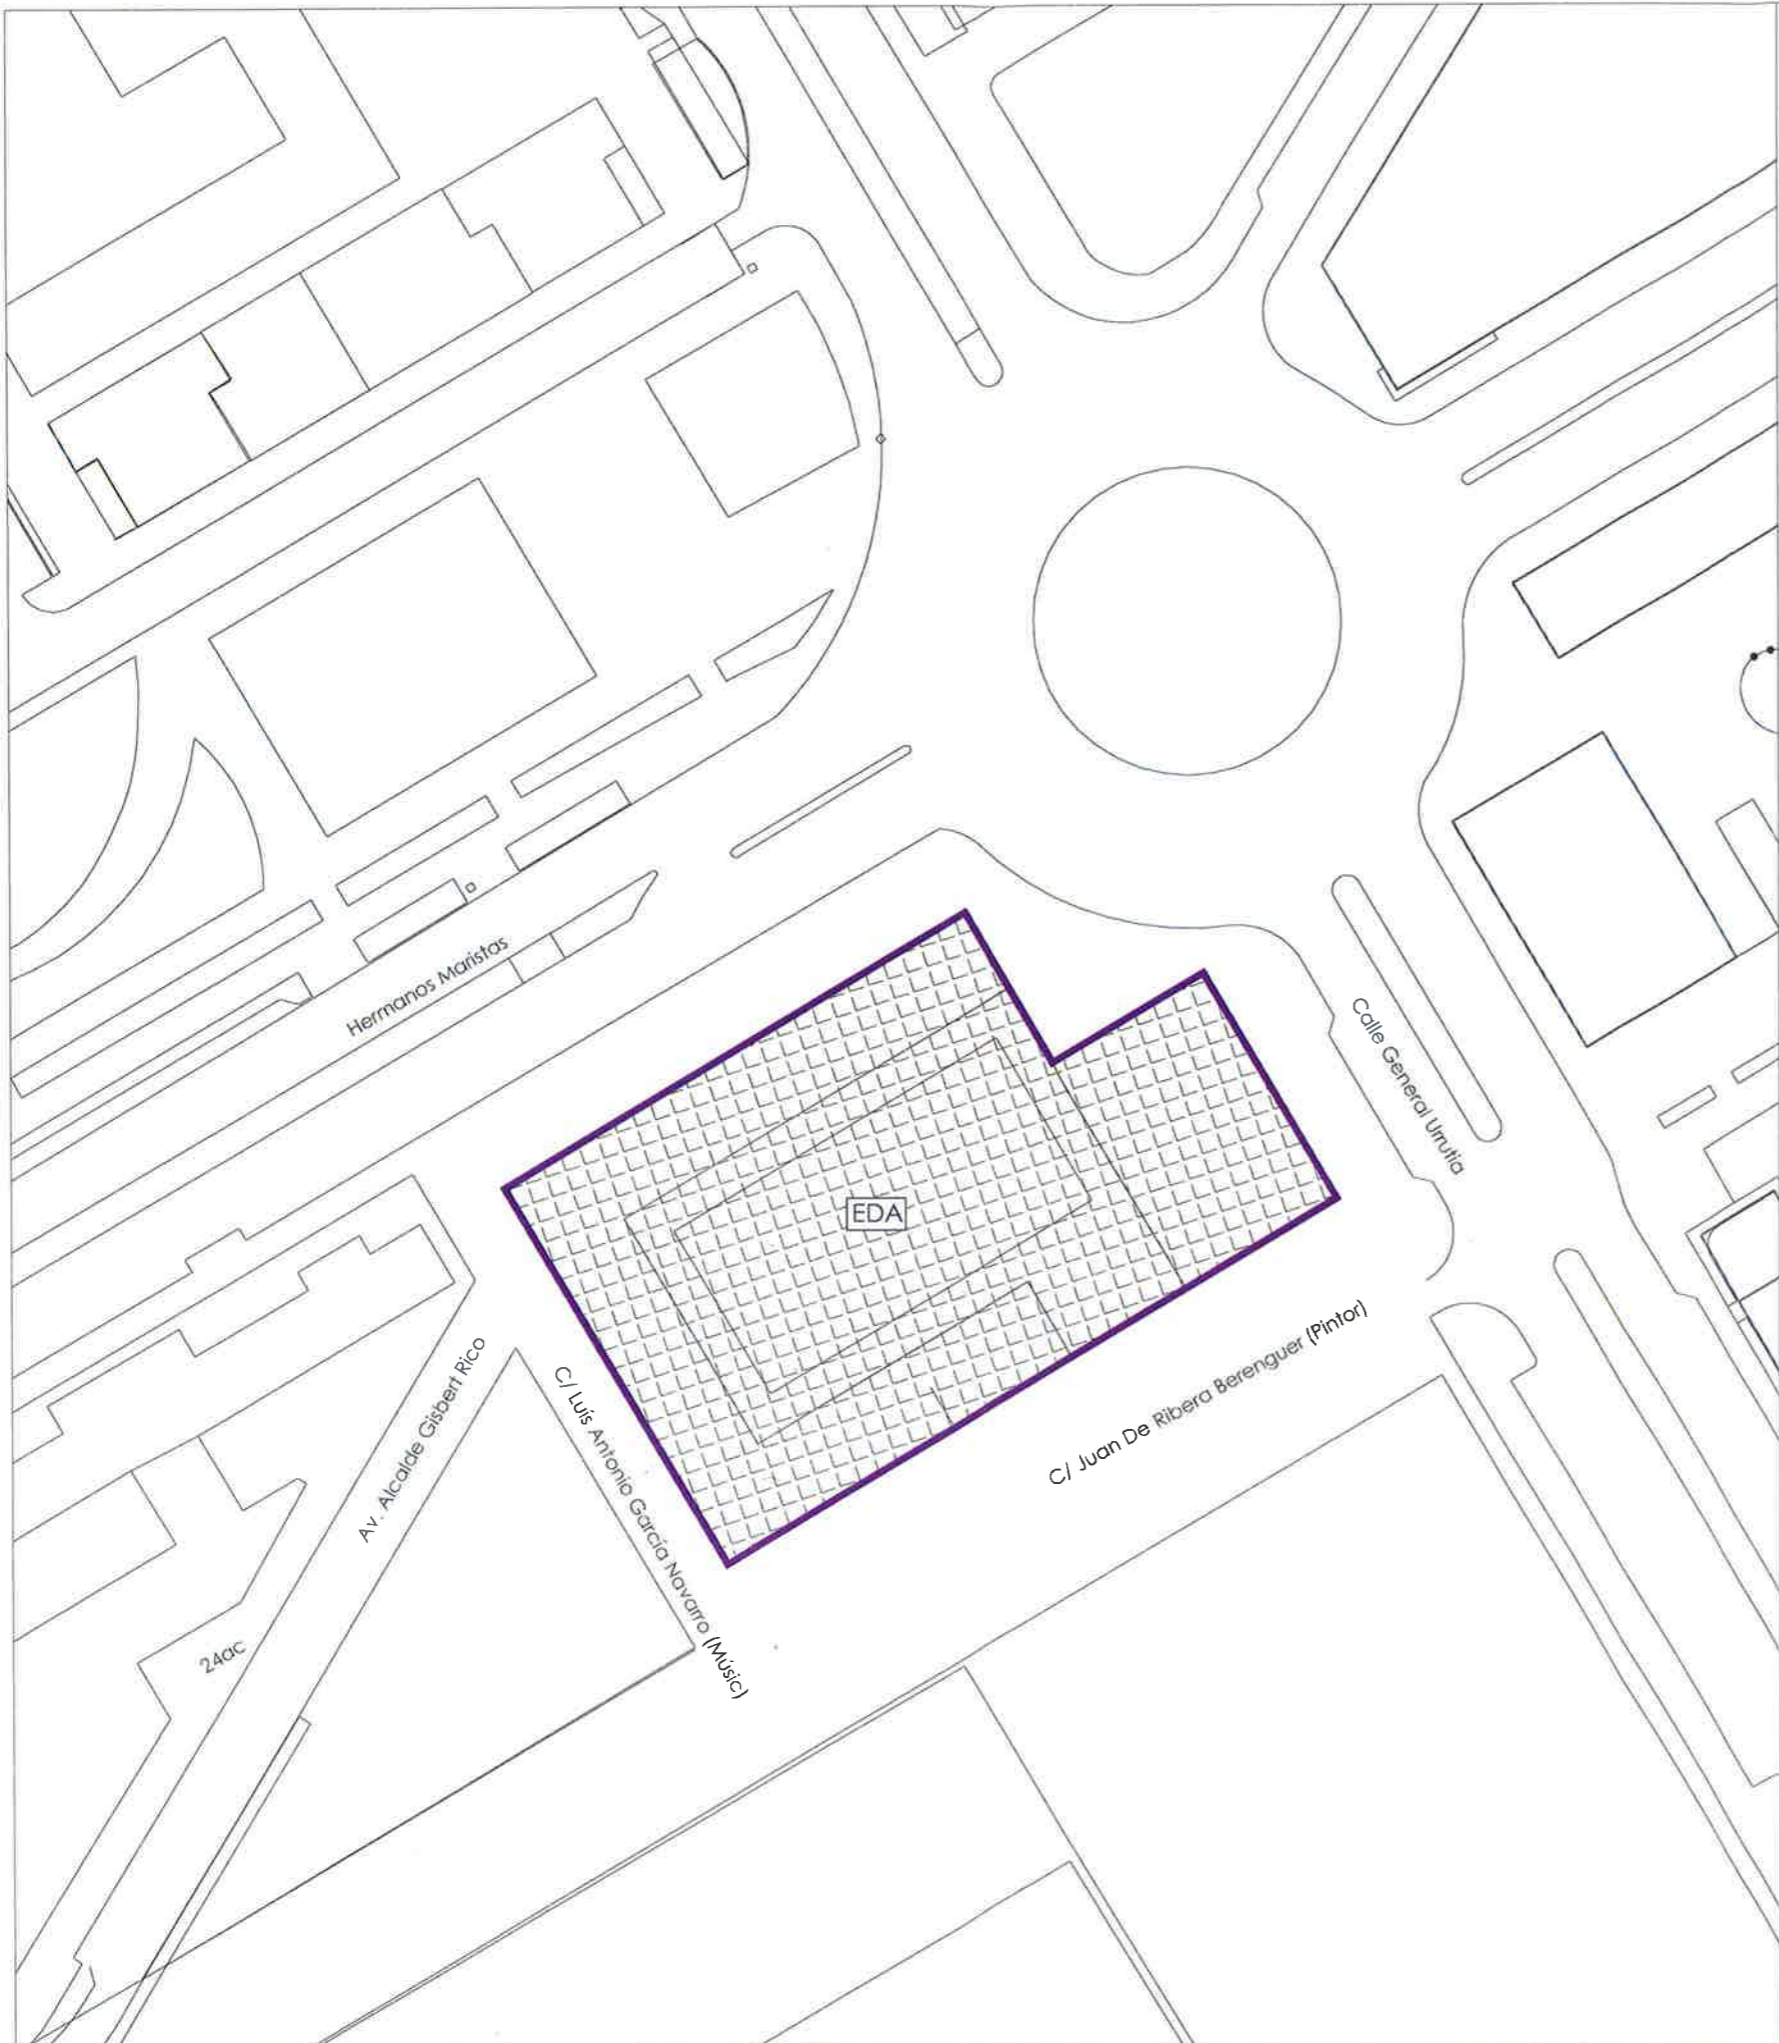 Hermanos Maristas
Calle General Urrutia
EDA
C/ Juan De Ribera Berenguer (Pintor)
Av. Alcalde Gisbert Rico
C/ Luís Antonio García Navarro (Músic)
24ac